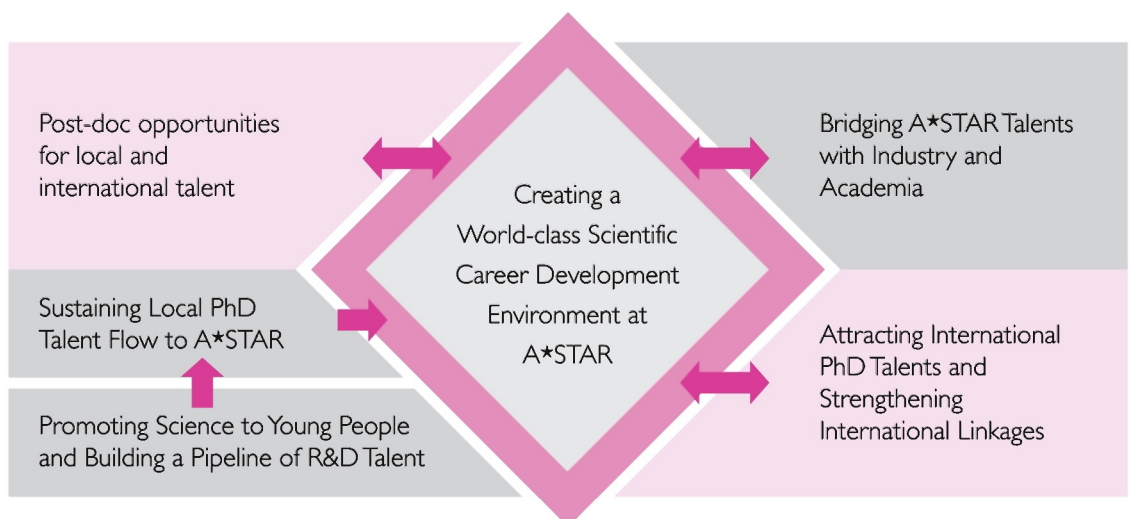 Post-doc opportunities
for local and
international talent
Sustaining Local PhD
Talent Flow to A★STAR
Promoting Science to Young People
and Building a Pipeline of R&D Talent
Creating a
World-class Scientific
Career Development
Environment at
A★STAR
Bridging A★STAR Talents
with Industry and
Academia
Attracting International
PhD Talents and
Strengthening
International Linkages